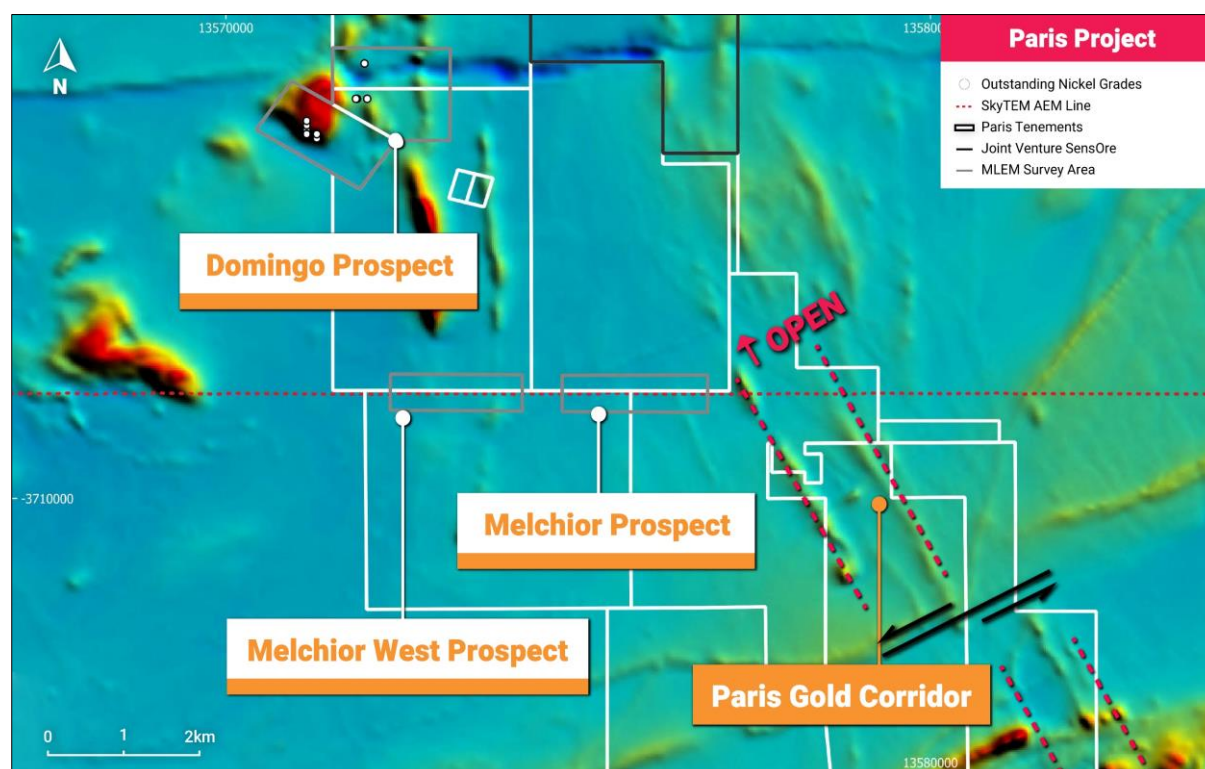 13570000
13580000
Paris Project
N
Outstanding Nickel Grades
SkyTEM AEM Line
Paris Tenements
Joint Venture SensOre
MLEM Survey Area
Domingo Prospect
OPEN
-3710000
Melchior Prospect
Melchior West Prospect
Paris Gold Corridor
0 1 2km
13580000